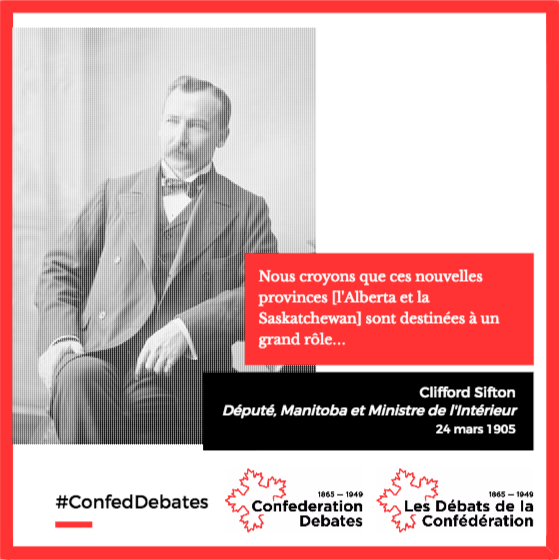 Nous croyons que ces nouvelles
provinces [l'Alberta et la
Saskatchewan] sont destinées à un
grand rôle...
Clifford Sifton
Député, Manitoba et Ministre de l'Intérieur
24 mars 1905
#ConfedDebates
1865 — 1949
Confederation
Debates
1865 — 1949
Les Débats de la
Confédération